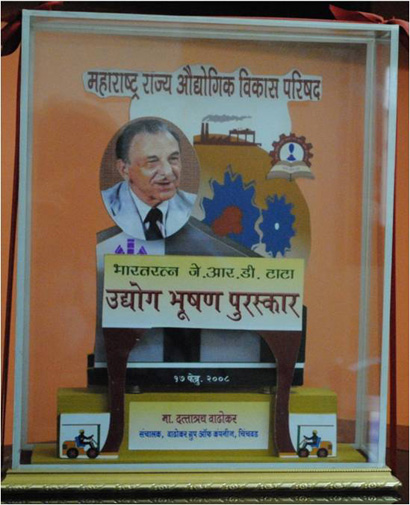 महाराष्ट्र राज्य औद्योगिक विकास परिषद
भारतरत्न जे.आर.डी. टाटा
उद्योग भूषण पुरस्कार
१७ फेब्रु. २००८
मा. दत्तात्रय वाढोकर
संचालक, वाढोकर ग्रुप ऑफ कंपनीज, चिंचवड